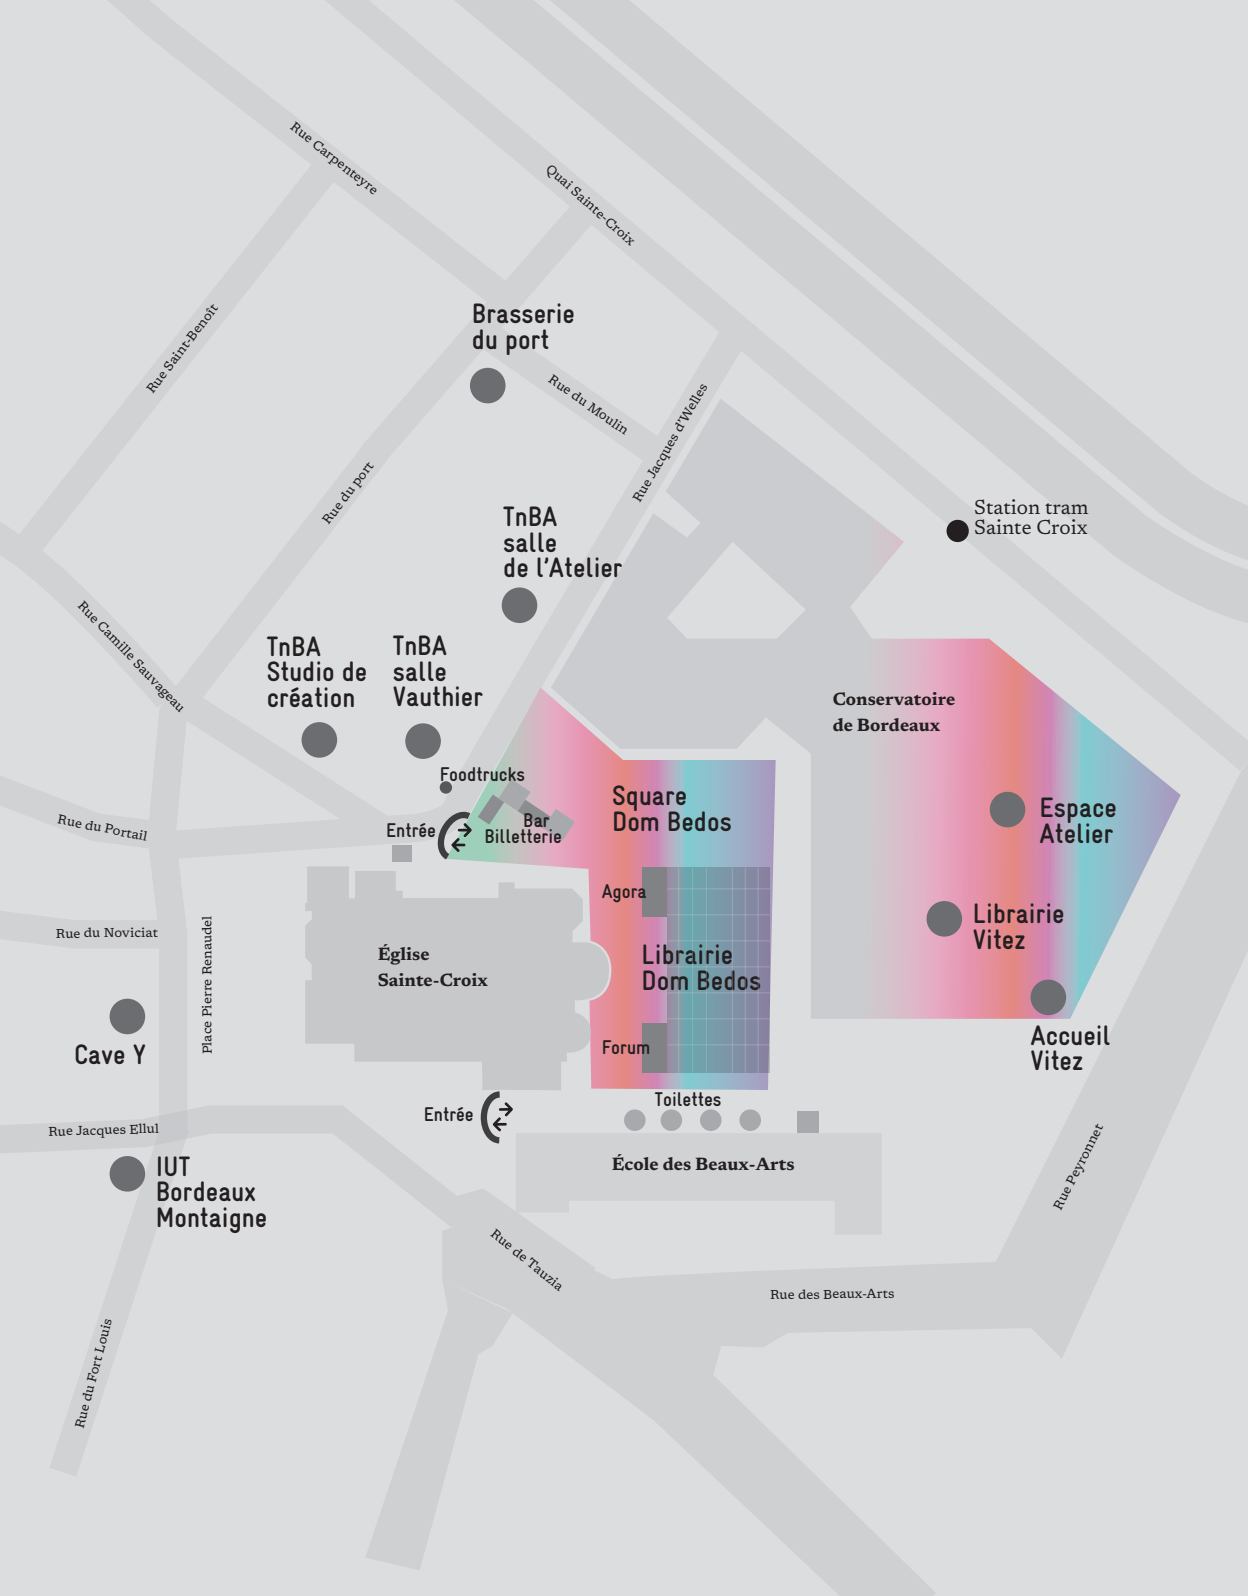 Rue Carpenteyre
Quai Sainte-Croix
Rue Saint-Benoît
Brasserie
du port
Rue du Moulin
Rue Jacques d'Welles
Rue du port
Station tram
Sainte Croix
TnBA
salle
de l'Atelier
Rue Camille Sauvageau
TnBA
Studio de
création
TnBA
salle
Vauthier
Conservatoire
de Bordeaux
Foodtrucks
Square
Dom Bedos
Espace
Atelier
Rue du Portail
Entrée
Bar
Billetterie
Agora
Librairie
Vitez
Rue du Noviciat
Place Pierre Renaudel
Église
Sainte-Croix
Librairie
Dom Bedos
Cave Y
Forum
Accueil
Vitez
Toilettes
Entrée
Rue Jacques Ellul
École des Beaux-Arts
Rue Peyronnet
IUT
Bordeaux
Montaigne
Rue de Tauzia
Rue des Beaux-Arts
Rue du Fort Louis